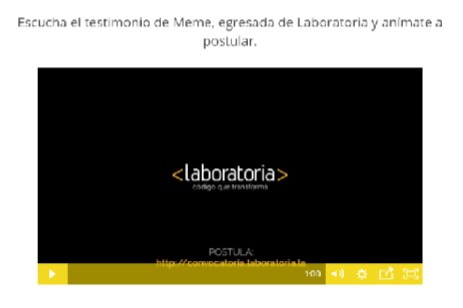 Escucha el testimonio de Meme, egresada de Laboratoria y anímate a
postular.
<laboratoria>
código que transforma
POSTULA:
http://convocatoria.laboratoria.la
1:00